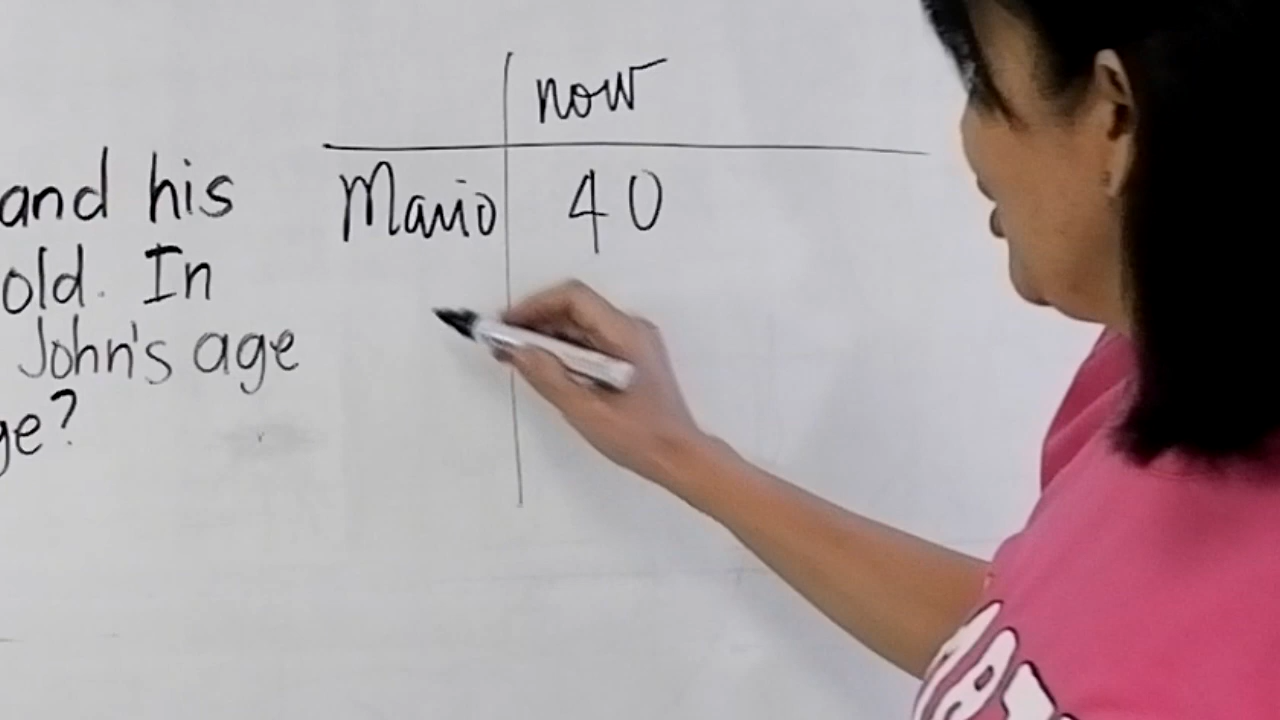 now
Mario 40
and his
old. In
John's age
ge?